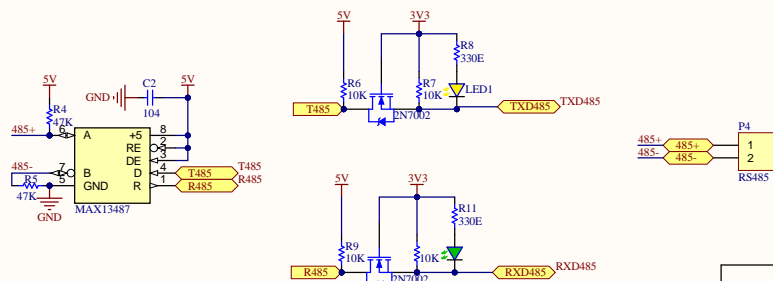 5V
3V3
R8
330E
5V
5V
C2
GND
104
R6
10K
R7
10K
LED1
R4
47K
T485
2N7002
TXD485
TXD485
485+
6
A
+5
8
RE
2
DE
3
485-
7
B
D
4
T485
T485
R5
5
GND
R
1
R485
R485
47K
MAX13487
GND
P4
485+
485+
1
485-
485-
2
RS485
5V
3V3
R11
330E
R9
10K
10K
R485
2N7002
RXD485
RXD485